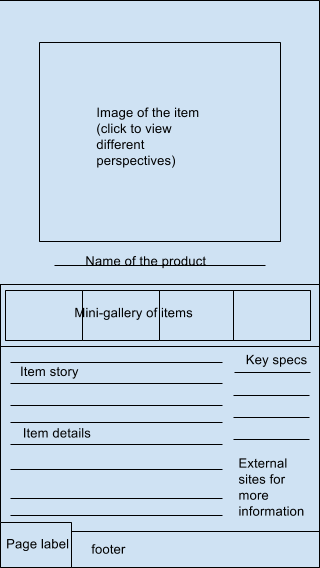 Image of the item
(click to view
different
perspectives)
Name of the product
Mini-gallery of items
Item story
Key specs
Item details
External
sites for
more
information
Page label
footer